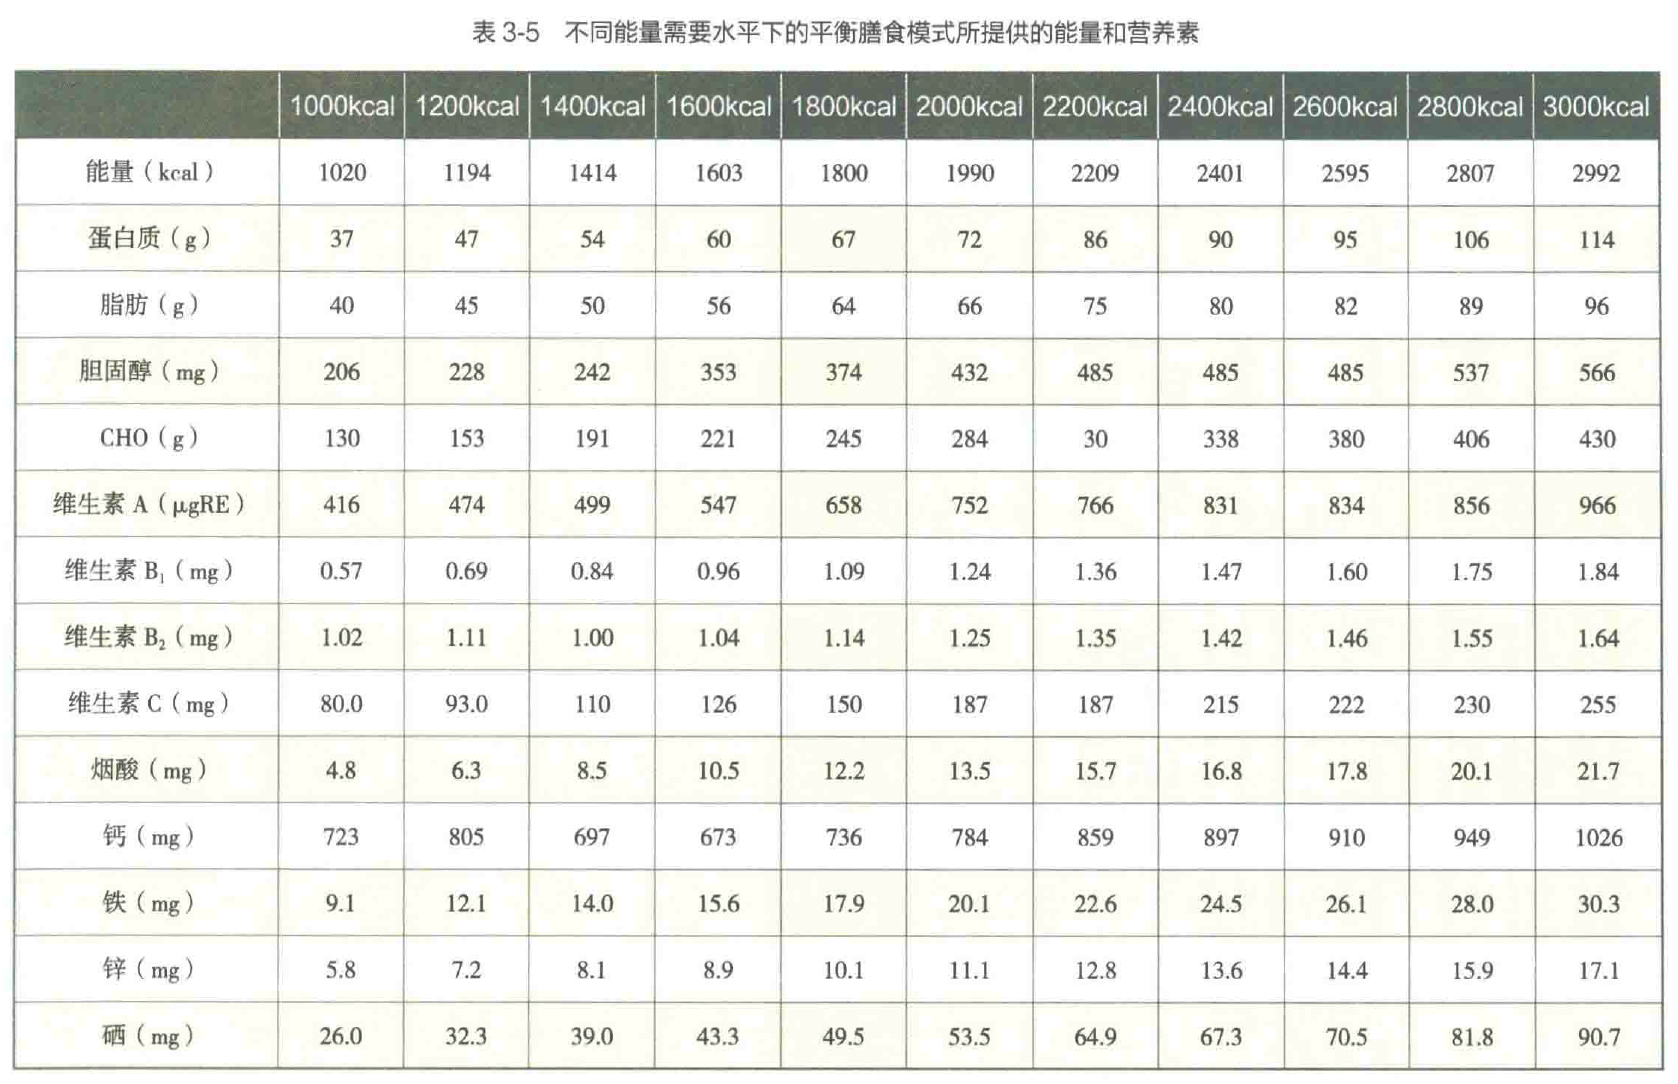 表 3-5 不同能量需要水平下的平衡膳食模式所提供的能量和营养素
1000kcal 1200kcal 1400kcal 1600kcal 1800kcal 2000kcal 2200kcal 2400kcal 2600kcal 2800kcal 3000kcal
能量（kcal） 1020 1194 1414 1603 1800 1990 2209 2401 2595 2807 2992
蛋白质（g） 37 47 54 60 67 72 86 90 95 106 114
脂肪（g） 40 45 50 56 64 66 75 80 82 89 96
胆固醇（mg） 206 228 242 353 374 432 485 485 485 537 566
CHO（g） 130 153 191 221 245 284 30 338 380 406 430
维生素 A（μgRE） 416 474 499 547 658 752 766 831 834 856 966
维生素 B₁（mg） 0.57 0.69 0.84 0.96 1.09 1.24 1.36 1.47 1.60 1.75 1.84
维生素 B₂（mg） 1.02 1.11 1.00 1.04 1.14 1.25 1.35 1.42 1.46 1.55 1.64
维生素 C（mg） 80.0 93.0 110 126 150 187 187 215 222 230 255
烟酸（mg） 4.8 6.3 8.5 10.5 12.2 13.5 15.7 16.8 17.8 20.1 21.7
钙（mg） 723 805 697 673 736 784 859 897 910 949 1026
铁（mg） 9.1 12.1 14.0 15.6 17.9 20.1 22.6 24.5 26.1 28.0 30.3
锌（mg） 5.8 7.2 8.1 8.9 10.1 11.1 12.8 13.6 14.4 15.9 17.1
硒（mg） 26.0 32.3 39.0 43.3 49.5 53.5 64.9 67.3 70.5 81.8 90.7